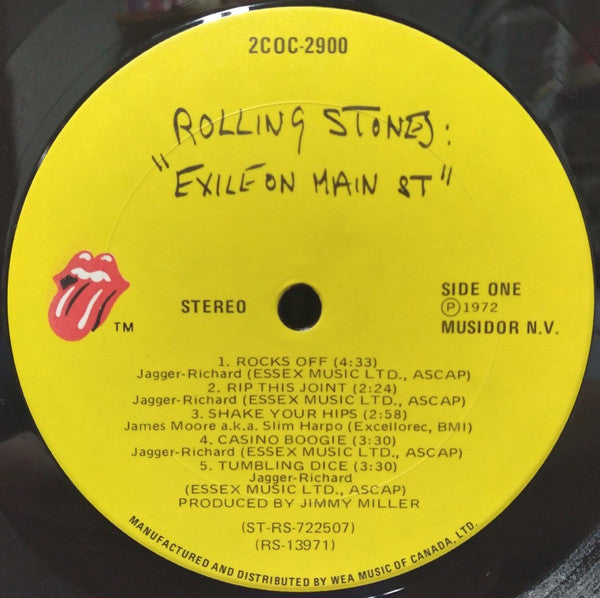 2COC-2900
ROLLING STONES:
"EXILE ON MAIN ST"
TM
STEREO
SIDE ONE
Ⓟ1972
MUSIDOR N.V.
1. ROCKS OFF (4:33)
Jagger-Richard (ESSEX MUSIC LTD., ASCAP)
2. RIP THIS JOINT (2:24)
Jagger-Richard (ESSEX MUSIC LTD., ASCAP)
3. SHAKE YOUR HIPS (2:58)
James Moore a.k.a. Slim Harpo (Excellorec, BMI)
4. CASINO BOOGIE (3:30)
Jagger-Richard (ESSEX MUSIC LTD., ASCAP)
5. TUMBLING DICE (3:30)
Jagger-Richard
(ESSEX MUSIC LTD., ASCAP)
PRODUCED BY JIMMY MILLER
(ST-RS-722507)
(RS-13971)
MANUFACTURED AND DISTRIBUTED BY WEA MUSIC OF CANADA, LTD.